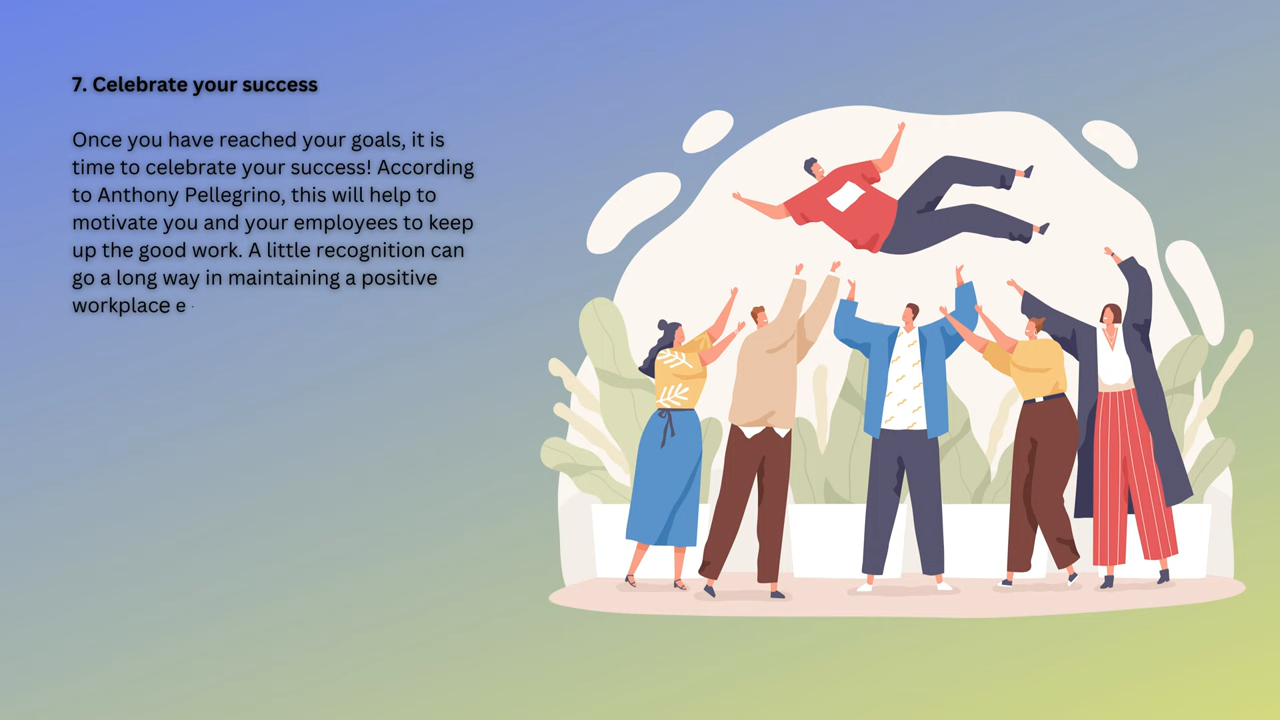 7. Celebrate your success
Once you have reached your goals, it is
time to celebrate your success! According
to Anthony Pellegrino, this will help to
motivate you and your employees to keep
up the good work. A little recognition can
go a long way in maintaining a positive
workplace e